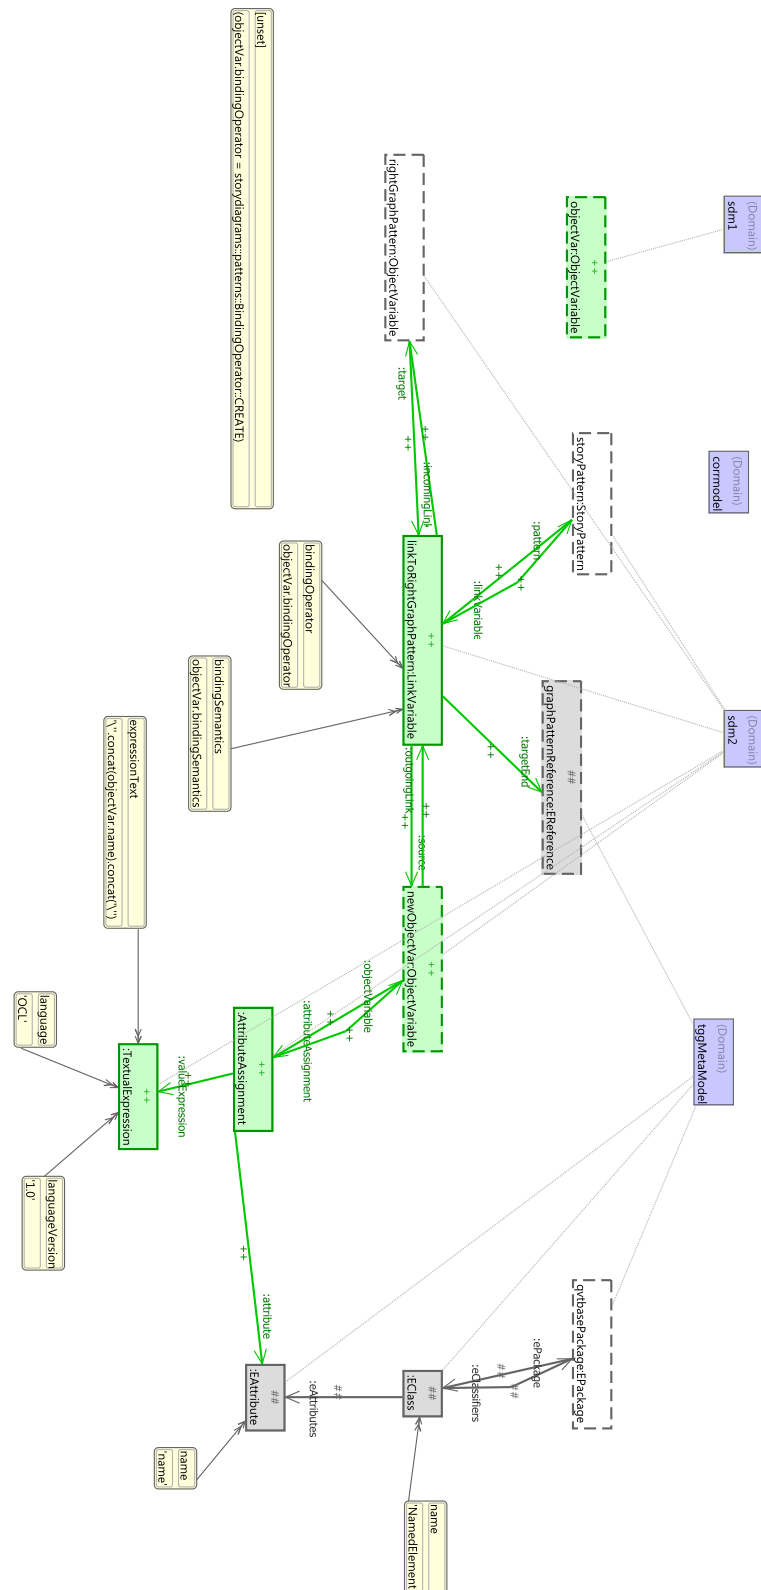 (Domain)
sdm1
(Domain)
corrmodel
(Domain)
sdm2
(Domain)
tggMetaModel
++
objectVar:ObjectVariable
storyPattern:StoryPattern
##
graphPatternReference:EReference
qvtbasePackage:EPackage
:pattern
++
++
:linkVariable
:targetEnd
++
:ePackage
##
##
:eClassifiers
rightGraphPattern:ObjectVariable
:incomingLink
++
++
:target
++
linkToRightGraphPattern:LinkVariable
++
:source
++
:outgoingLink
++
newObjectVar:ObjectVariable
##
:EClass
name
'NamedElement
:objectVariable
++
++
:attributeAssignment
##
:eAttributes
[unset]
(objectVar.bindingOperator = storydiagrams::patterns::BindingOperator::CREATE)
bindingOperator
objectVar.bindingOperator
bindingSemantics
objectVar.bindingSemantics
++
:AttributeAssignment
:attribute
++
##
:EAttribute
name
'name'
++
:valueExpression
expressionText
'\''.concat(objectVar.name).concat('\'')
++
:TextualExpression
language
'OCL'
languageVersion
'1.0'